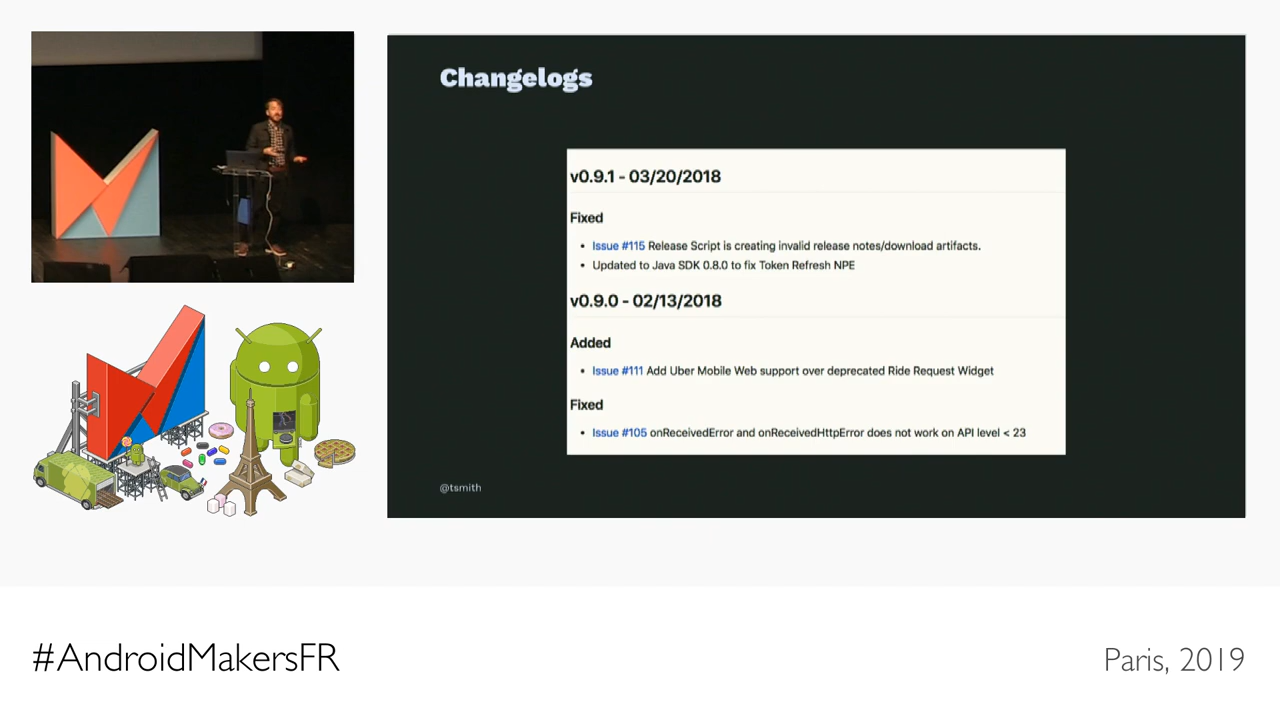 Changelogs
v0.9.1 - 03/20/2018
Fixed
• Issue #115 Release Script is creating invalid release notes/download artifacts.
• Updated to Java SDK 0.8.0 to fix Token Refresh NPE
v0.9.0 - 02/13/2018
Added
• Issue #111 Add Uber Mobile Web support over deprecated Ride Request Widget
Fixed
• Issue #105 onReceivedError and onReceivedHttpError does not work on API level < 23
@tsmith
#AndroidMakersFR
Paris, 2019